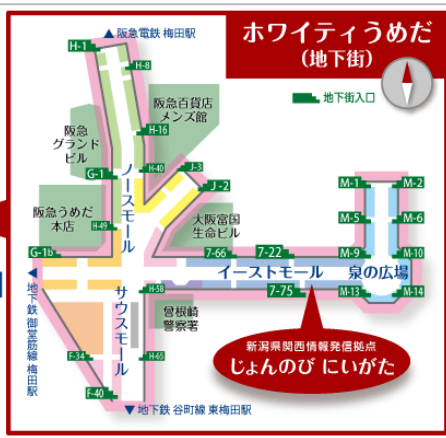 ホワイティうめだ
(地下街)
地下街入口
▲阪急電鉄 梅田駅
H-1
H-8
阪急百貨店
メンズ館
H-16
阪急
グランド
ビル
H-40
J-3
G-1
J-2
ノースモール
M-1
M-2
阪急うめだ
本店
H-49
大阪富国
生命ビル
M-5
M-6
G-1b
7-66
7-22
M-9
M-10
イーストモール
泉の広場
H-58
7-75
M-13
M-14
◀地下鉄 御堂筋線 梅田駅
サウスモール
曾根崎
警察署
F-34
H-65
F-40
▼地下鉄 谷町線 東梅田駅
新潟県関西情報発信拠点
じょんのび にいがた